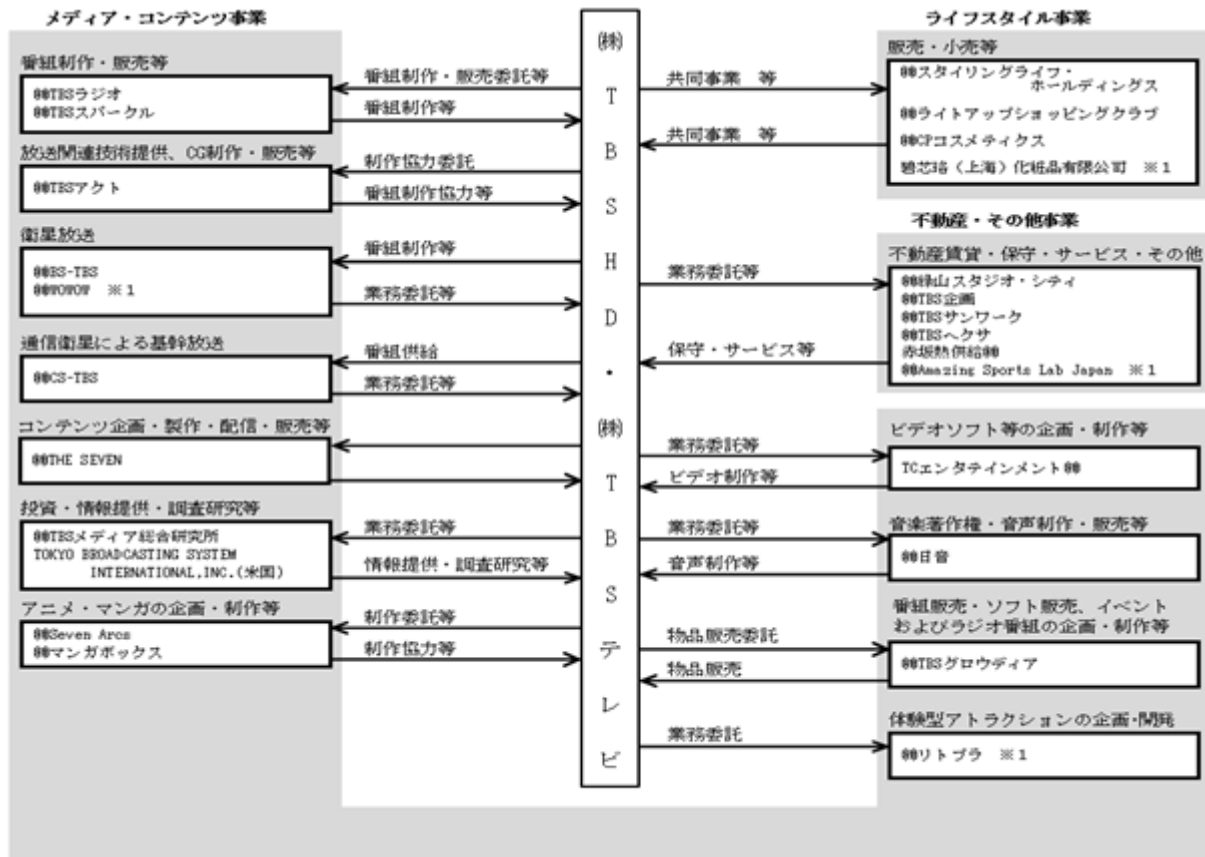 メディア・コンテンツ事業
番組制作・販売等
㈱TBSラジオ
㈱TBSスパークル
放送関連技術提供、CG制作・販売等
㈱TBSアクト
衛星放送
㈱BS-TBS
㈱WOWOW ※1
通信衛星による基幹放送
㈱CS-TBS
コンテンツ企画・製作・配信・販売等
㈱THE SEVEN
投資・情報提供・調査研究等
㈱TBSメディア総合研究所
TOKYO BROADCASTING SYSTEM
INTERNATIONAL,INC.(米国)
アニメ・マンガの企画・制作等
㈱Seven Arcs
㈱マンガボックス
番組制作・販売委託等
番組制作等
制作協力委託
番組制作協力等
番組制作等
業務委託等
番組供給
業務委託等
業務委託等
情報提供・調査研究等
制作委託等
制作協力等
㈱TBSHD・㈱TBSテレビ
共同事業 等
共同事業 等
業務委託等
保守・サービス等
業務委託等
ビデオ制作等
業務委託等
音声制作等
物品販売委託
物品販売
業務委託
ライフスタイル事業
販売・小売等
㈱スタイリングライフ・
ホールディングス
㈱ライトアップショッピングクラブ
㈱CPコスメティクス
碧芯珞（上海）化粧品有限公司 ※1
不動産・その他事業
不動産賃貸・保守・サービス・その他
㈱緑山スタジオ・シティ
㈱TBS企画
㈱TBSサンワーク
㈱TBSヘクサ
赤坂熱供給㈱
㈱Amazing Sports Lab Japan ※1
ビデオソフト等の企画・制作等
TCエンタテインメント㈱
音楽著作権・音声制作・販売等
㈱日音
番組販売・ソフト販売、イベント
およびラジオ番組の企画・制作等
㈱TBSグロウディア
体験型アトラクションの企画・開発
㈱リトプラ ※1